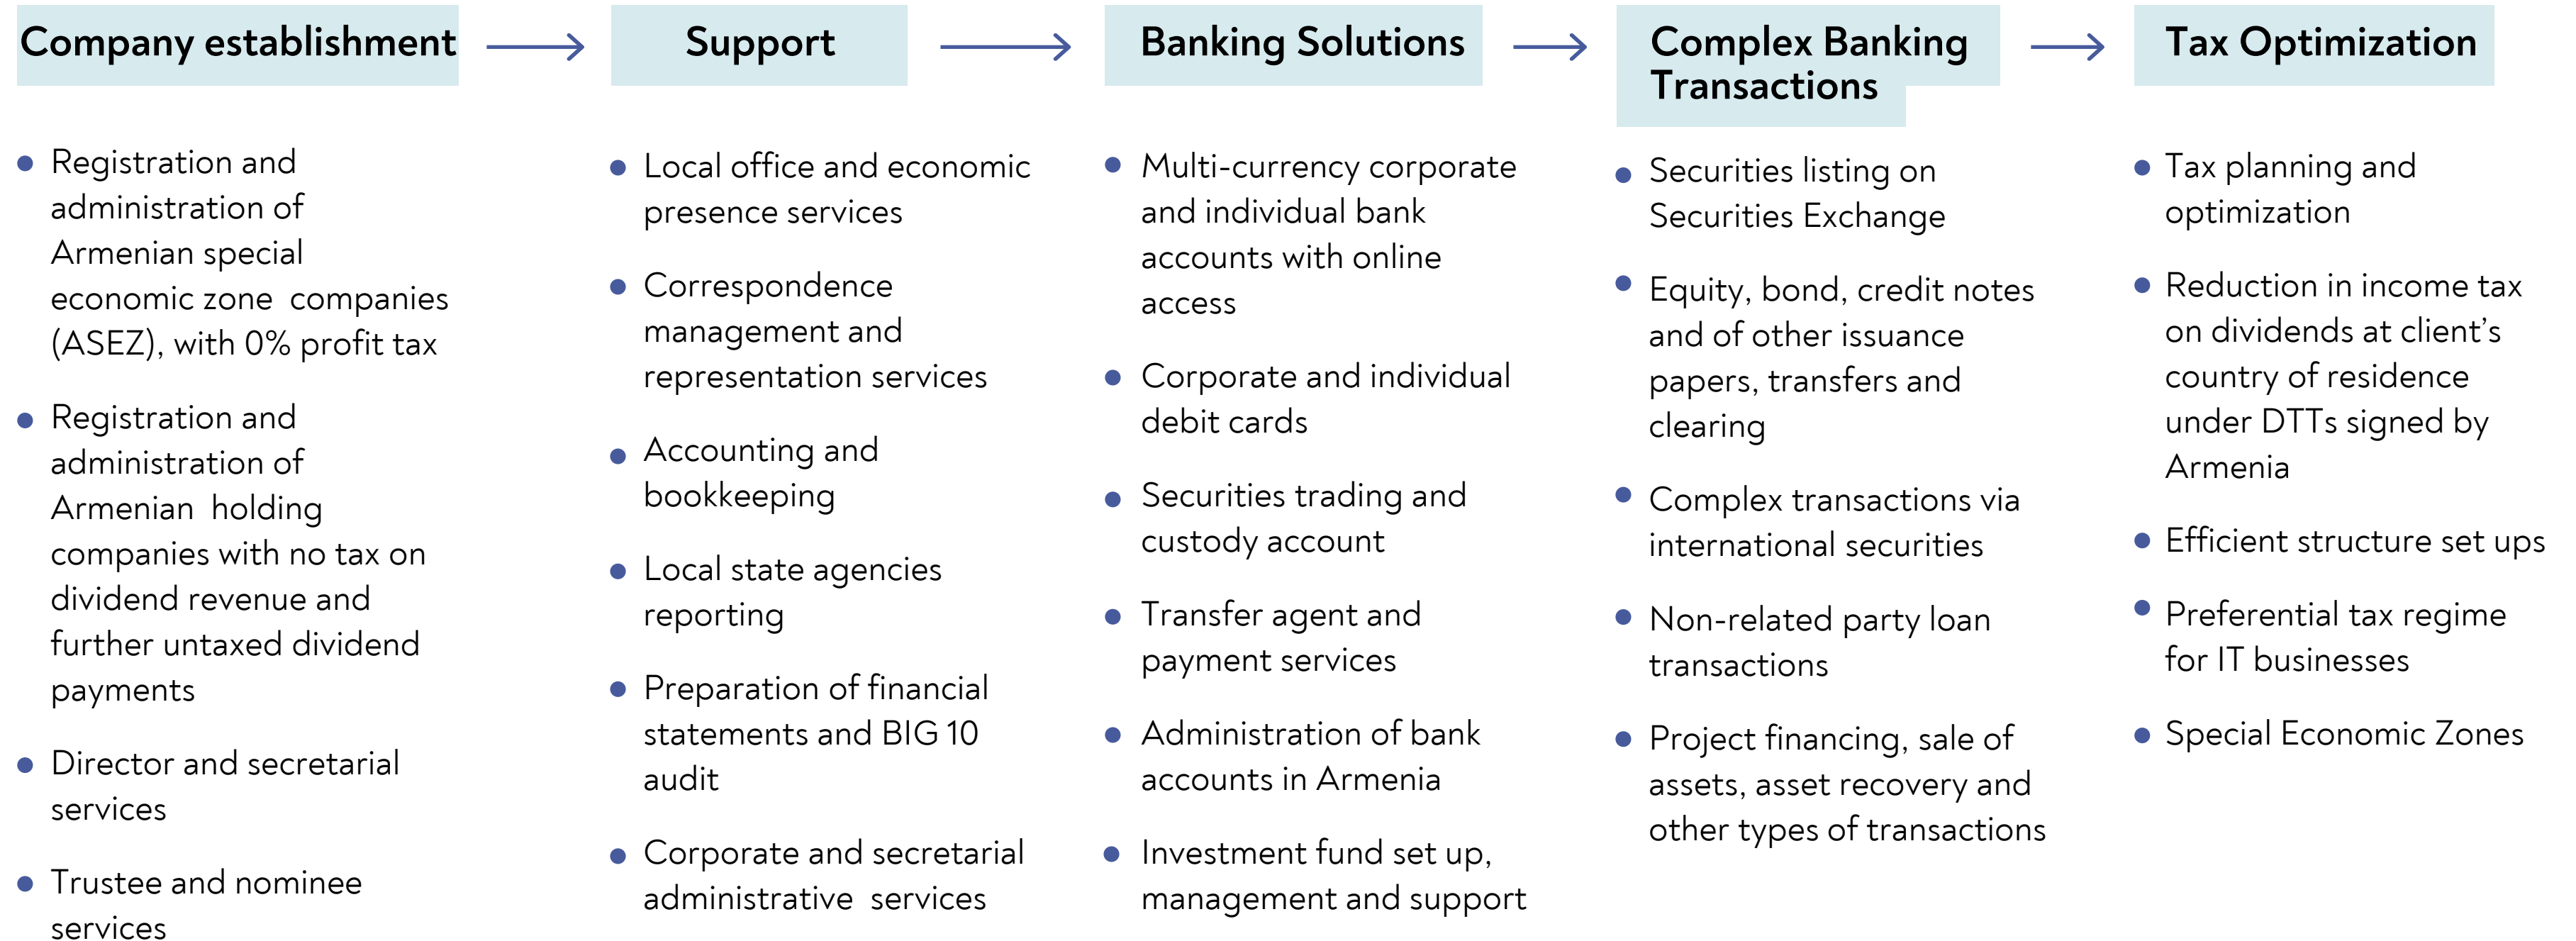 Company establishment
Registration and
administration of
Armenian special
economic zone  companies
(ASEZ), with 0% profit tax
Registration and
administration of
Armenian  holding
companies with no tax on
dividend revenue and
further untaxed dividend
payments
Director and secretarial
services
Trustee and nominee
services
Support
Local office and economic
presence services
Correspondence
management and
representation services
Accounting and
bookkeeping
Local state agencies
reporting
Preparation of financial
statements and BIG 10
audit
Corporate and secretarial
administrative  services
Banking Solutions
Multi-currency corporate
and individual bank
accounts with online
access
Corporate and individual
debit cards
Securities trading and
custody account
Transfer agent and
payment services
Administration of bank
accounts in Armenia
Investment fund set up,
management and support
Complex Banking
Transactions
Securities listing on
Securities Exchange
Equity, bond, credit notes
and of other issuance
papers, transfers and
clearing
Complex transactions via
international securities
Non-related party loan
transactions
Project financing, sale of
assets, asset recovery and
other types of transactions
Tax Optimization
Tax planning and
optimization
Reduction in income tax
on dividends at client’s
country of residence
under DTTs signed by
Armenia
Efficient structure set ups
Preferential tax regime
for IT businesses
Special Economic Zones